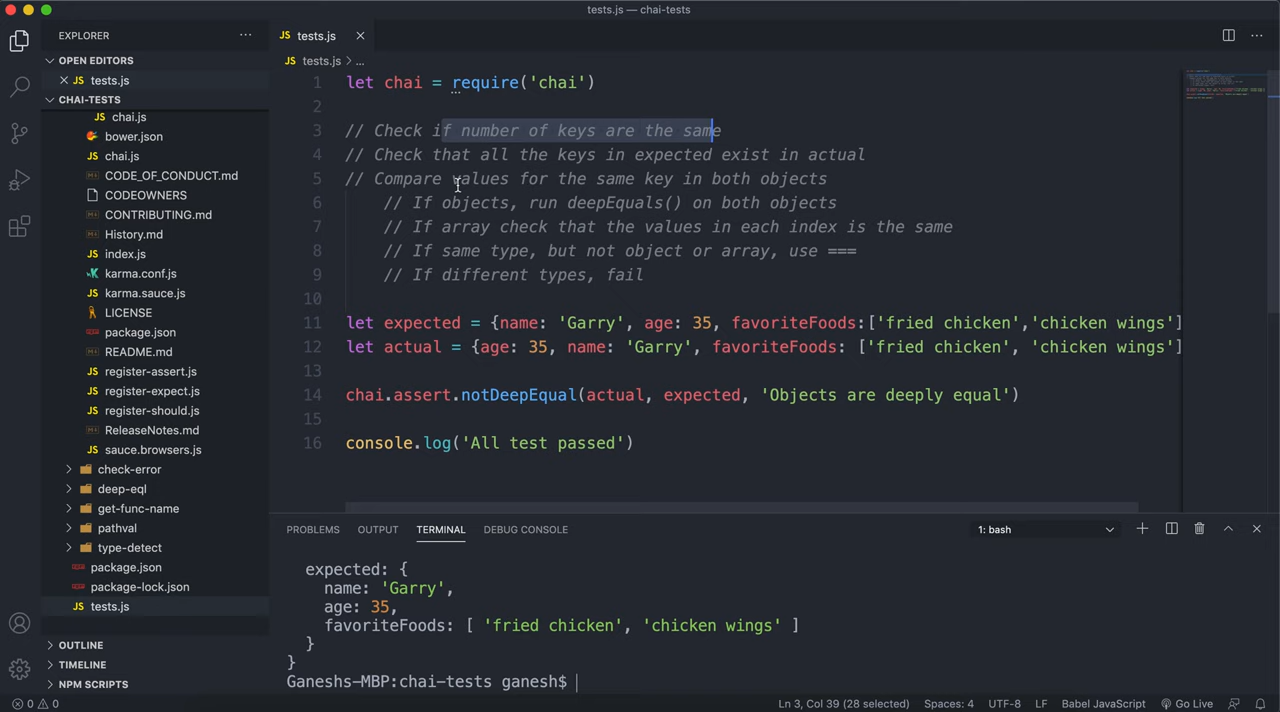 tests.js — chai-tests
EXPLORER
OPEN EDITORS
tests.js
CHAI-TESTS
chai.js
bower.json
chai.js
CODE_OF_CONDUCT.md
CODEOWNERS
CONTRIBUTING.md
History.md
index.js
karma.conf.js
karma.sauce.js
LICENSE
package.json
README.md
register-assert.js
register-expect.js
register-should.js
ReleaseNotes.md
sauce.browsers.js
check-error
deep-eql
get-func-name
pathval
type-detect
package.json
package-lock.json
tests.js
OUTLINE
TIMELINE
NPM SCRIPTS
JS tests.js
JS tests.js > ...
1 let chai = require('chai')
2
3 // Check if number of keys are the same
4 // Check that all the keys in expected exist in actual
5 // Compare values for the same key in both objects
6 // If objects, run deepEquals() on both objects
7 // If array check that the values in each index is the same
8 // If same type, but not object or array, use ===
9 // If different types, fail
10
11 let expected = {name: 'Garry', age: 35, favoriteFoods:['fried chicken','chicken wings']
12 let actual = {age: 35, name: 'Garry', favoriteFoods: ['fried chicken', 'chicken wings']
13
14 chai.assert.notDeepEqual(actual, expected, 'Objects are deeply equal')
15
16 console.log('All test passed')
PROBLEMS OUTPUT TERMINAL DEBUG CONSOLE 1: bash
expected: {
name: 'Garry',
age: 35,
favoriteFoods: [ 'fried chicken', 'chicken wings' ]
}
}
Ganeshs-MBP:chai-tests ganesh$
0 0 Ln 3, Col 39 (28 selected) Spaces: 4 UTF-8 LF Babel JavaScript Go Live